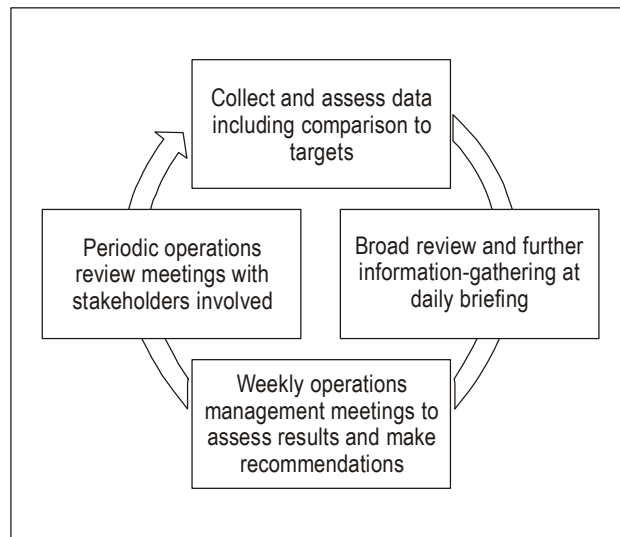 Collect and assess data
including comparison to
targets
Broad review and further
information-gathering at
daily briefing
Weekly operations
management meetings to
assess results and make
recommendations
Periodic operations
review meetings with
stakeholders involved